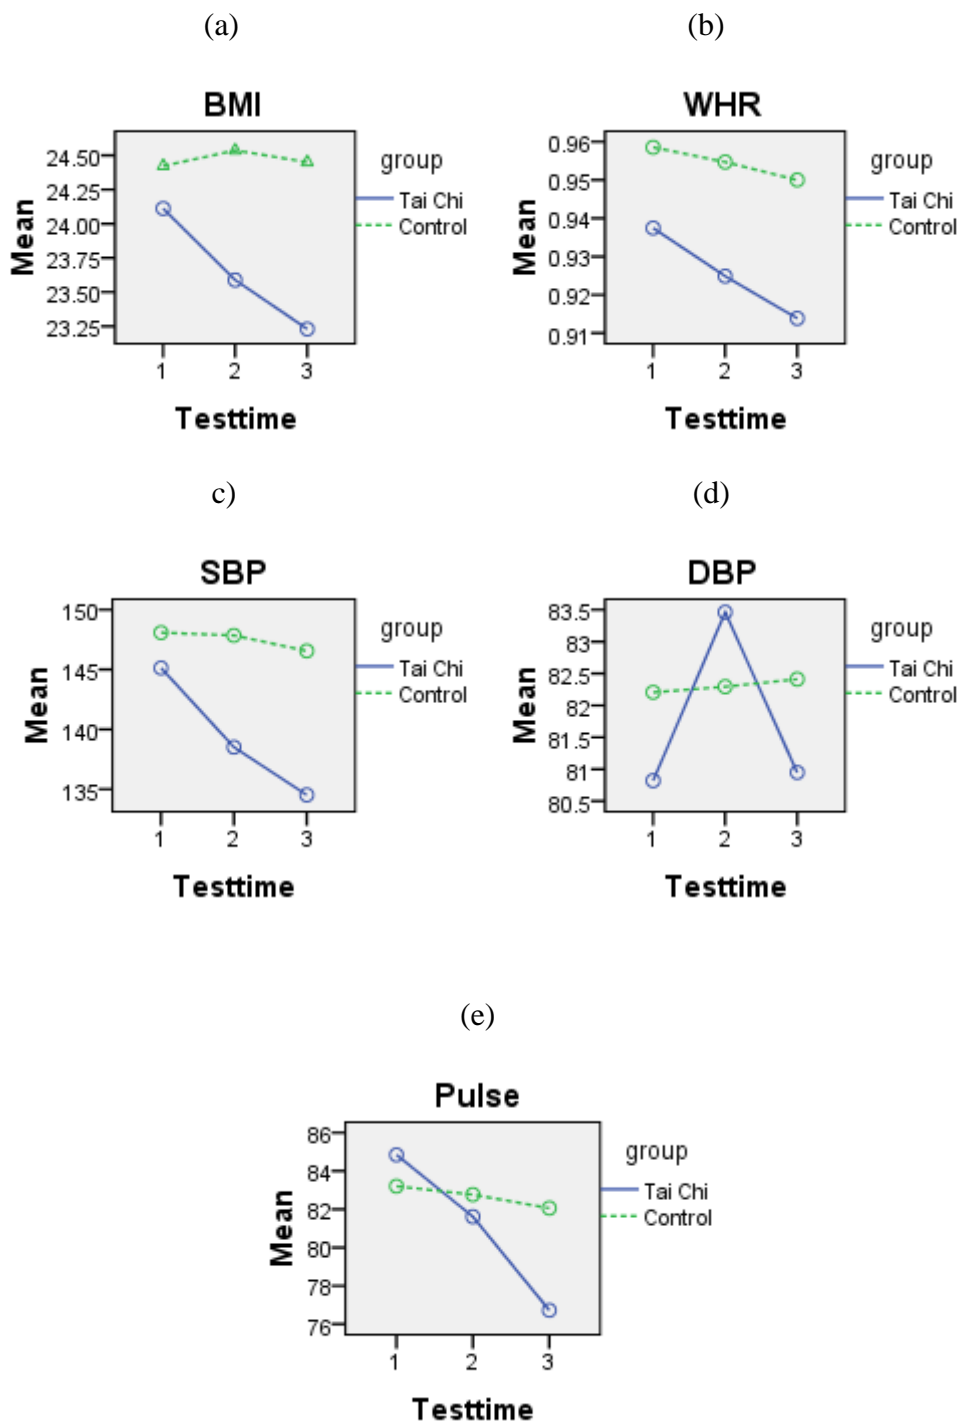 (a)
BMI
24.50
24.25
24.00
23.75
23.50
23.25
Mean
1 2 3
Testtime
group
Tai Chi
Control
(b)
WHR
0.96
0.95
0.94
0.93
0.92
0.91
Mean
1 2 3
Testtime
group
Tai Chi
Control
c)
SBP
150
145
140
135
Mean
1 2 3
Testtime
group
Tai Chi
Control
(d)
DBP
83.5
83
82.5
82
81.5
81
80.5
Mean
1 2 3
Testtime
group
Tai Chi
Control
(e)
Pulse
86
84
82
80
78
76
Mean
1 2 3
Testtime
group
Tai Chi
Control